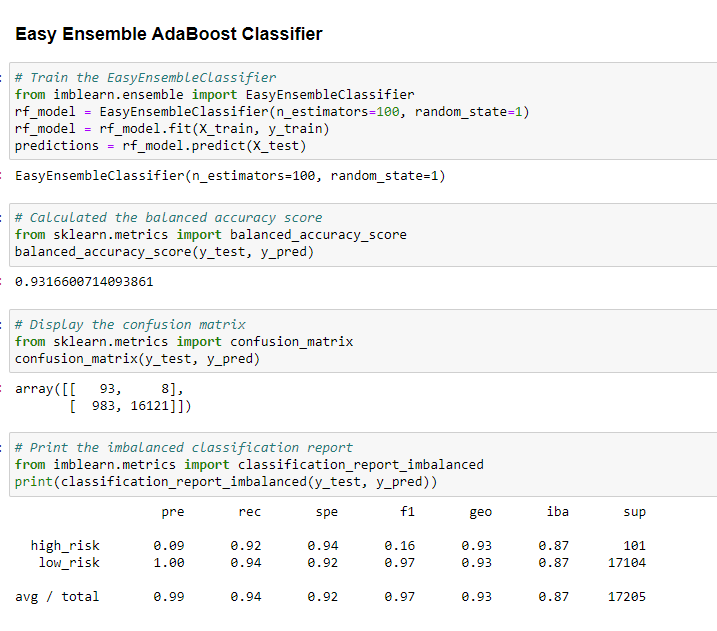 Easy Ensemble AdaBoost Classifier
# Train the EasyEnsembleClassifier
from imblearn.ensemble import EasyEnsembleClassifier
rf_model = EasyEnsembleClassifier(n_estimators=100, random_state=1)
rf_model = rf_model.fit(X_train, y_train)
predictions = rf_model.predict(X_test)
EasyEnsembleClassifier(n_estimators=100, random_state=1)
# Calculated the balanced accuracy score
from sklearn.metrics import balanced_accuracy_score
balanced_accuracy_score(y_test, y_pred)
0.9316600714093861
# Display the confusion matrix
from sklearn.metrics import confusion_matrix
confusion_matrix(y_test, y_pred)
array([[   93,     8],
       [  983, 16121]])
# Print the imbalanced classification report
from imblearn.metrics import classification_report_imbalanced
print(classification_report_imbalanced(y_test, y_pred))
                   pre       rec       spe        f1       geo       iba       sup
  high_risk       0.09      0.92      0.94      0.16      0.93      0.87       101
   low_risk       1.00      0.94      0.92      0.97      0.93      0.87     17104
avg / total       0.99      0.94      0.92      0.97      0.93      0.87     17205